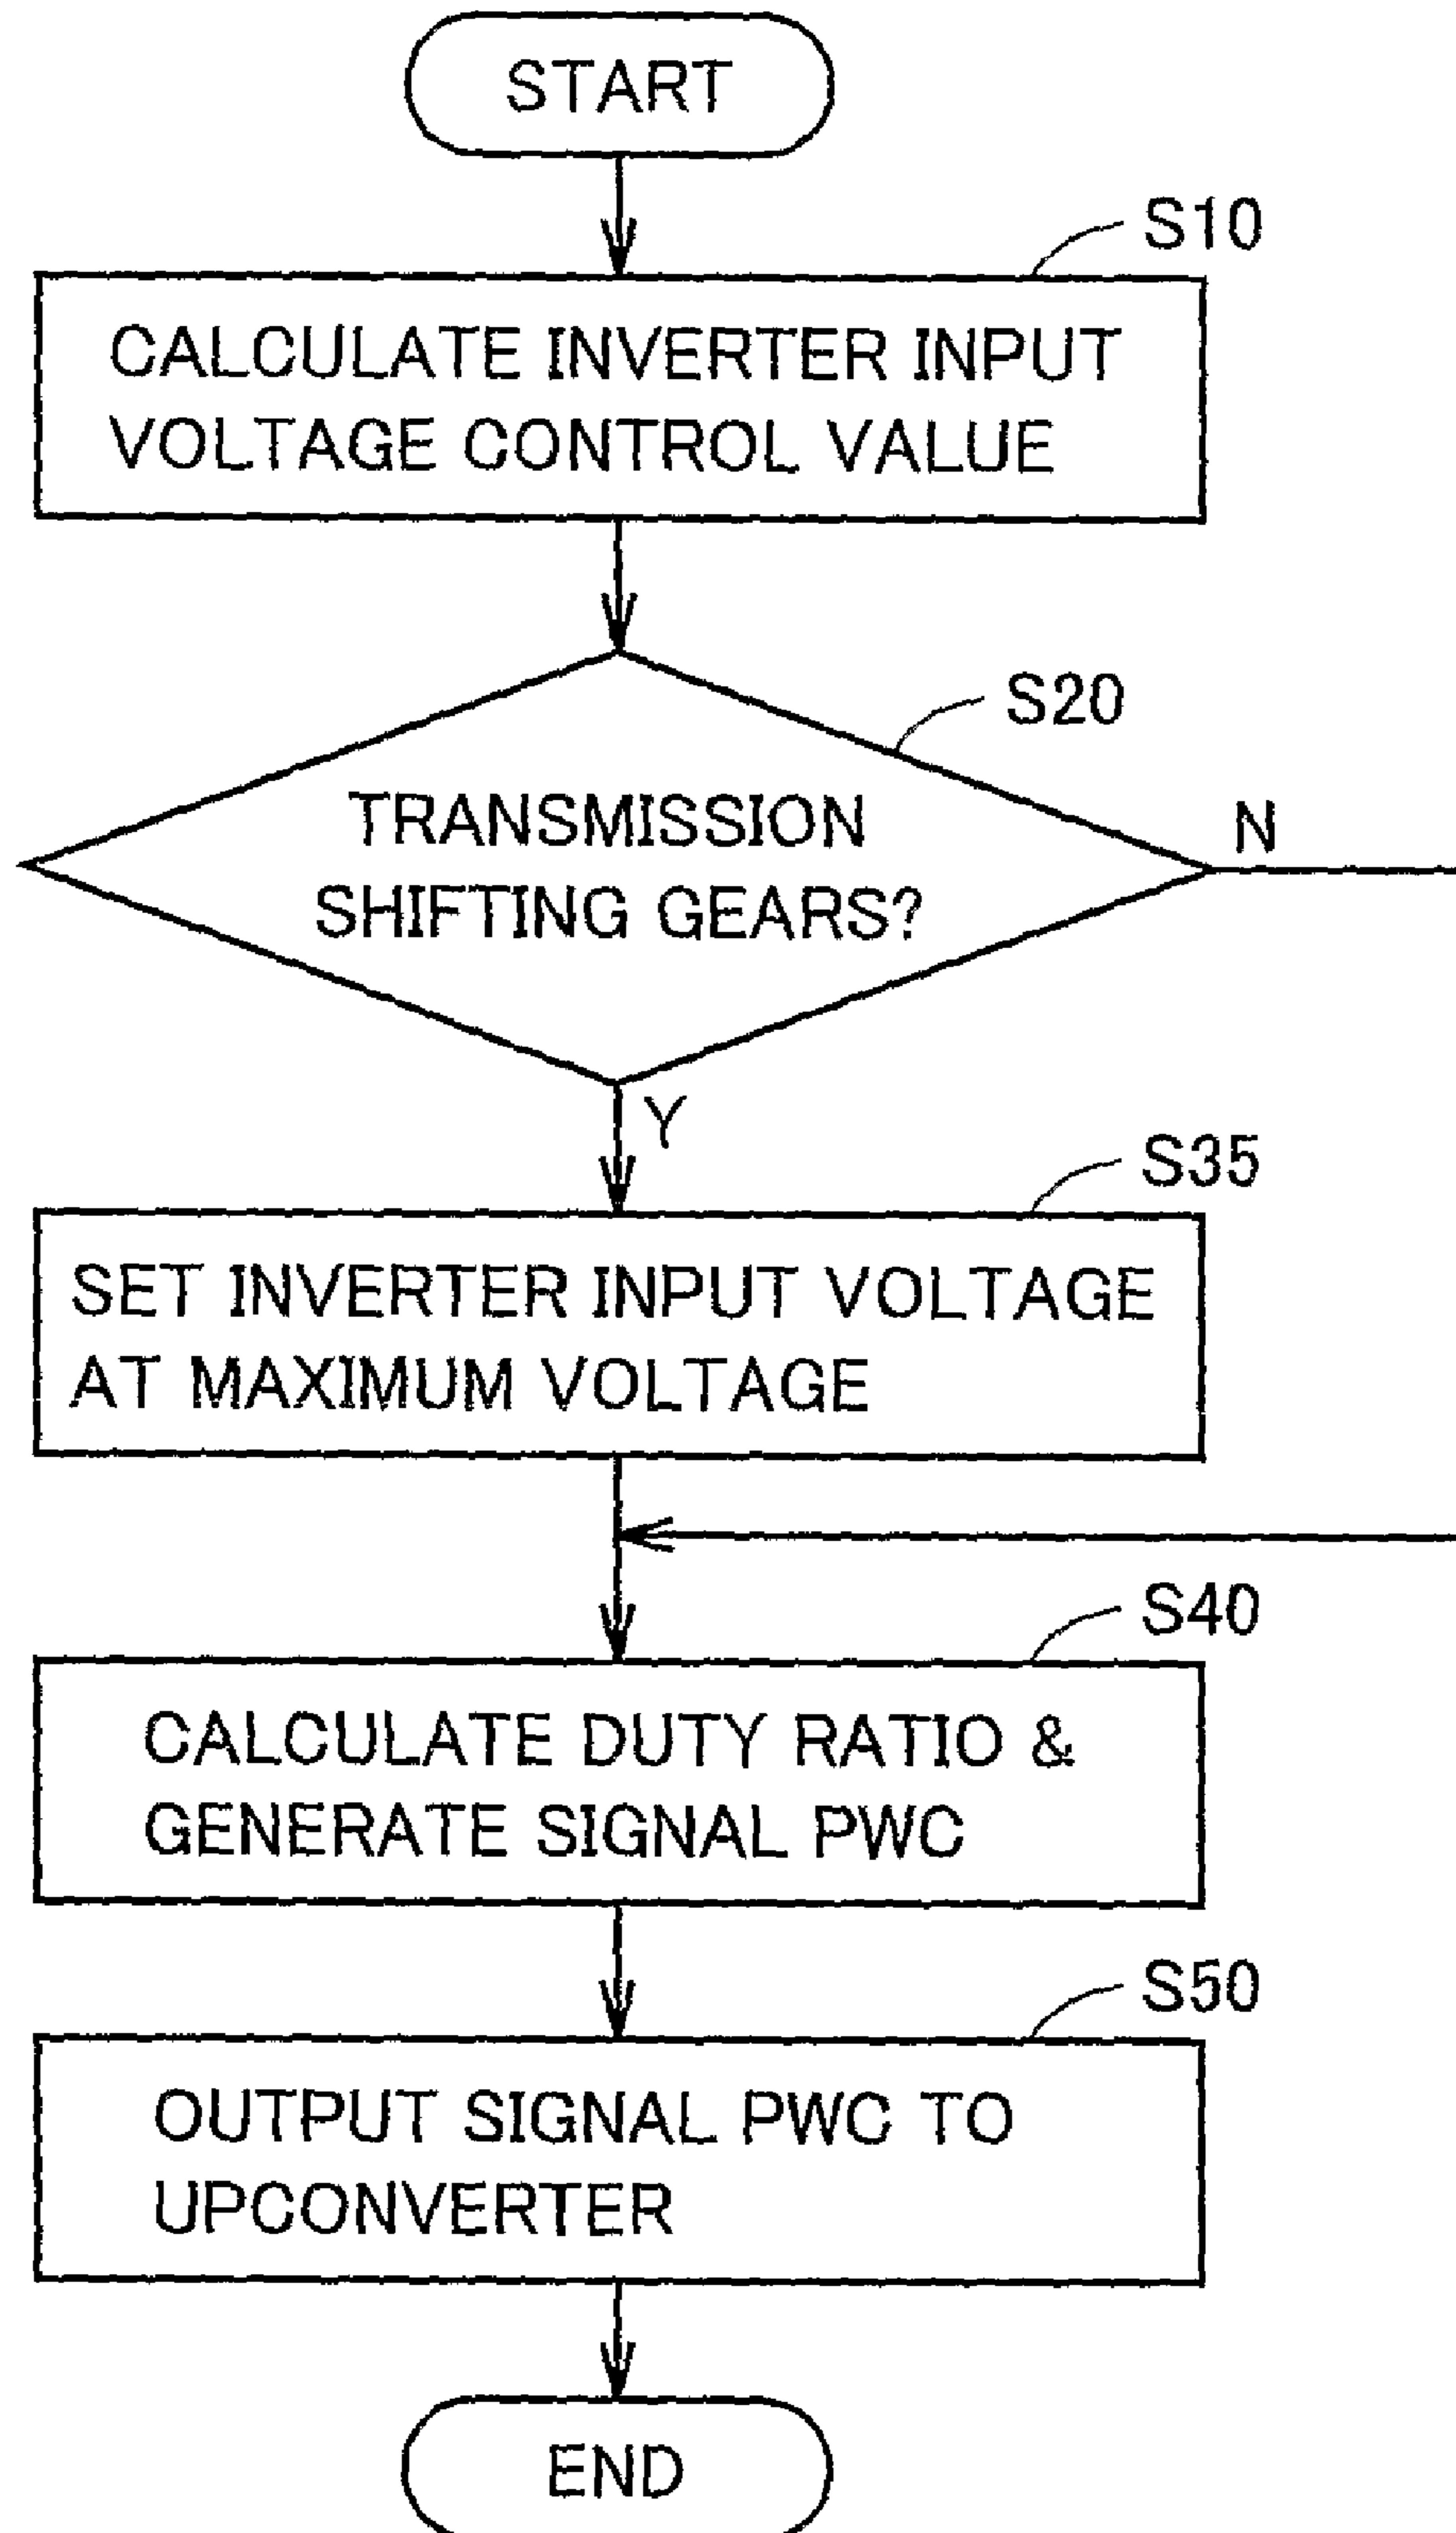 START
S10
CALCULATE INVERTER INPUT
VOLTAGE CONTROL VALUE
S20
TRANSMISSION
SHIFTING GEARS?
N
Y
S35
SET INVERTER INPUT VOLTAGE
AT MAXIMUM VOLTAGE
S40
CALCULATE DUTY RATIO &
GENERATE SIGNAL PWC
S50
OUTPUT SIGNAL PWC TO
UPCONVERTER
END